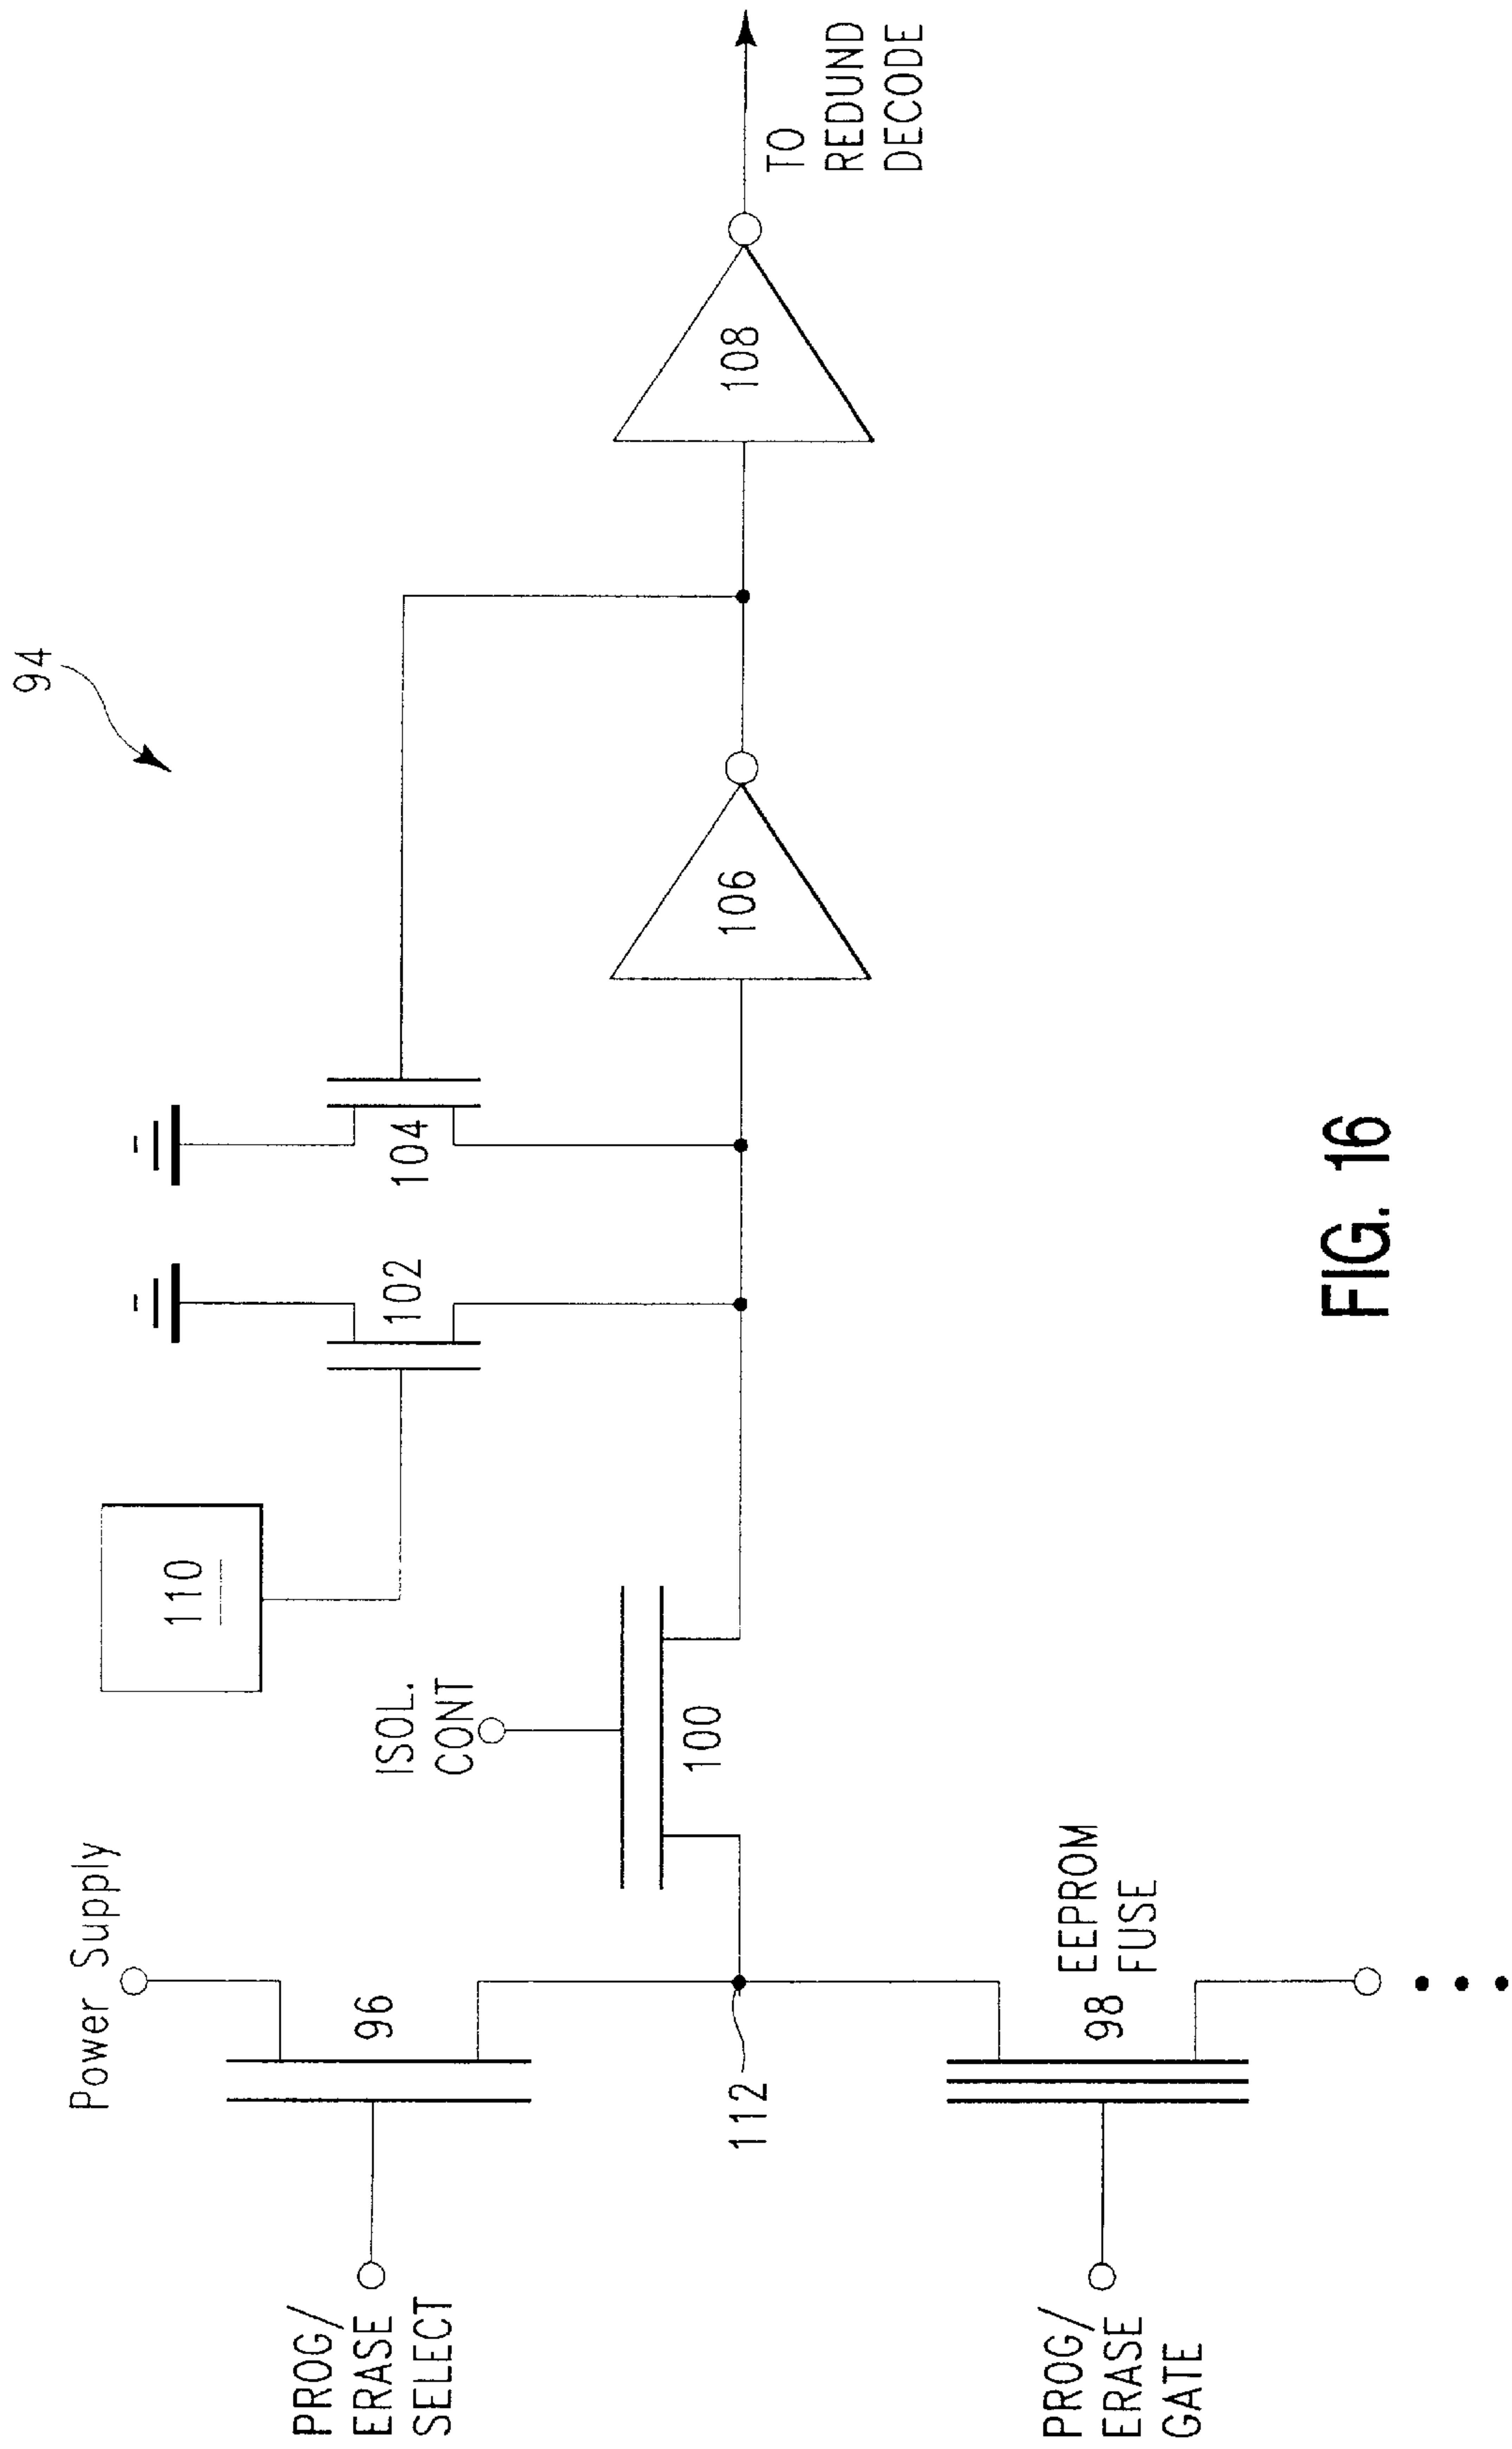 94
Power Supply
PROG/
ERASE
SELECT
96
ISOL.
CONT
100
110
102
104
106
108
TO
REDUND
DECODE
112
PROG/
ERASE
GATE
98
EEPROM
FUSE
FIG. 16